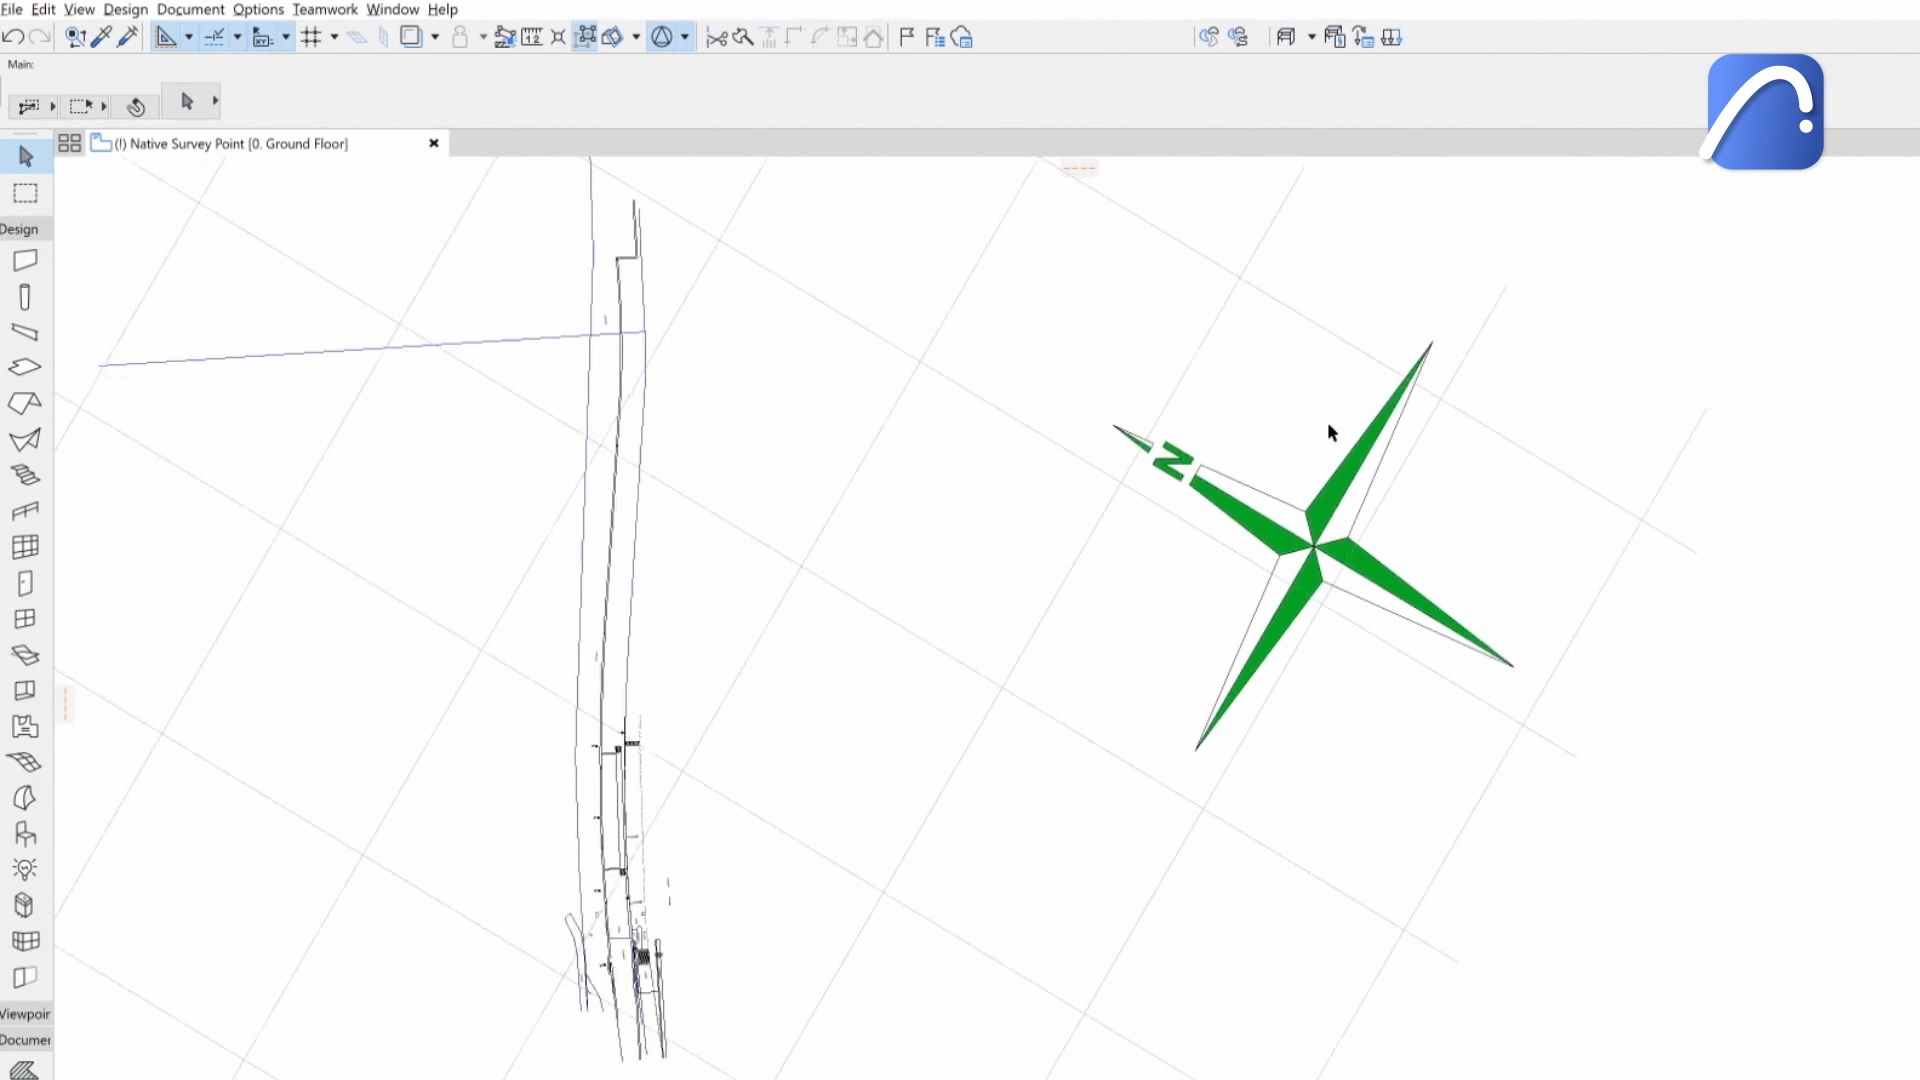 File Edit View Design Document Options Teamwork Window Help
Main:
(!) Native Survey Point [0. Ground Floor]
Design
N
Viewpoir
Documer